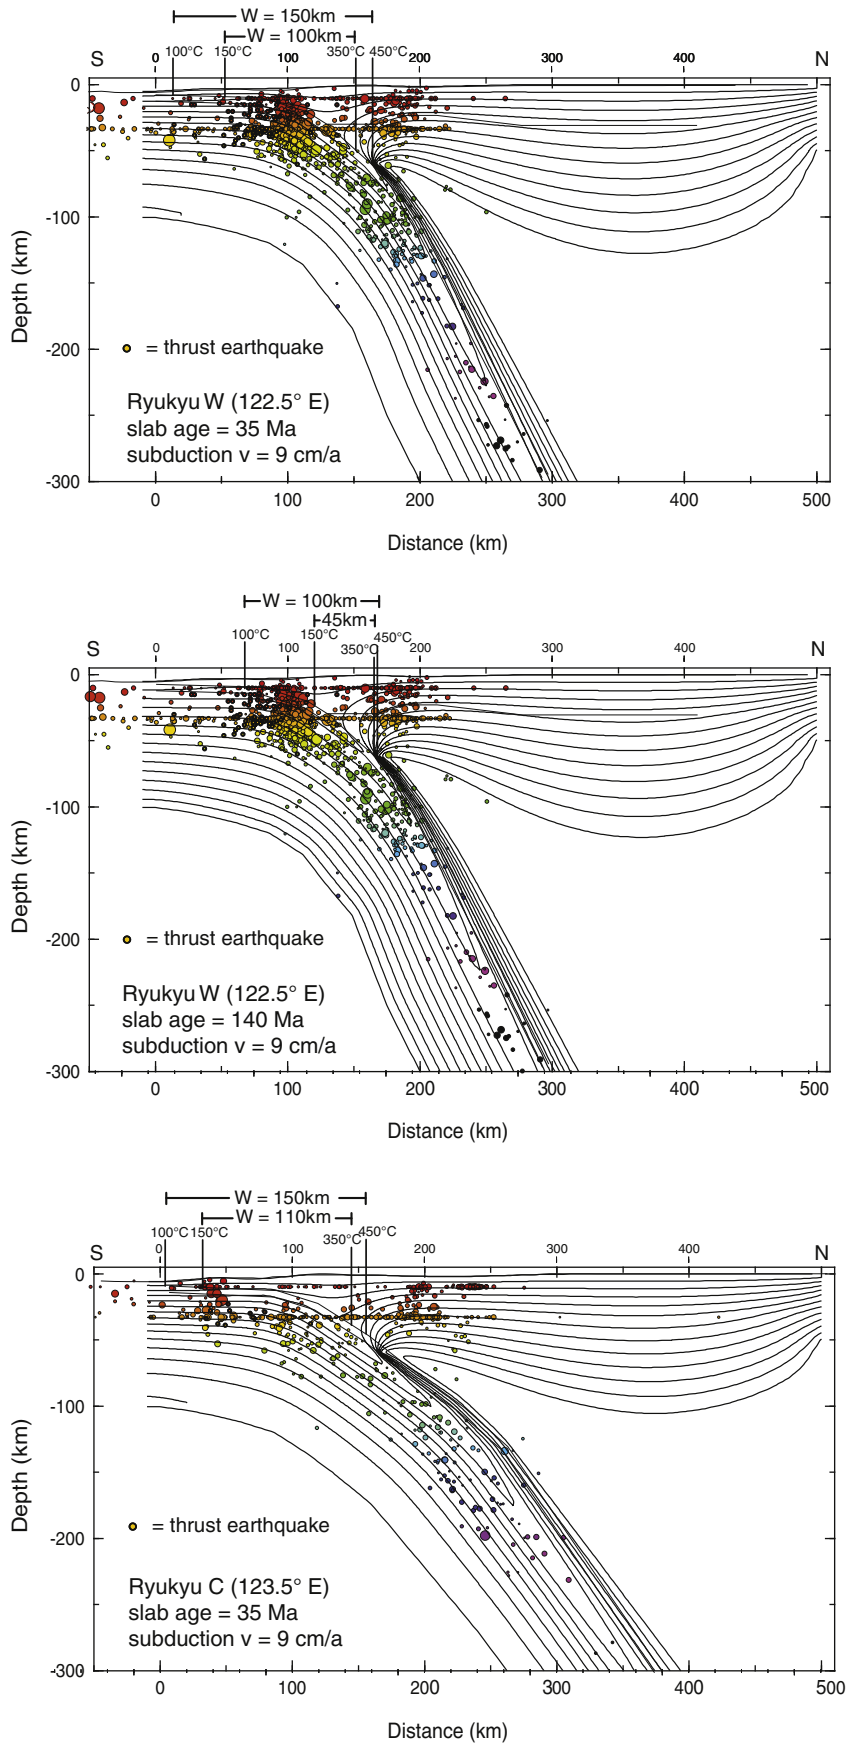 W = 150km
W = 100km
100°C 150°C 350°C 450°C
S 0 100 200 300 400 N
0
-100
-200
-300
Depth (km)
= thrust earthquake
Ryukyu W (122.5° E)
slab age = 35 Ma
subduction v = 9 cm/a
0 100 200 300 400 500
Distance (km)
W = 100km
45km
100°C 150°C 350°C 450°C
S 0 100 200 300 400 N
0
-100
-200
-300
Depth (km)
= thrust earthquake
Ryukyu W (122.5° E)
slab age = 140 Ma
subduction v = 9 cm/a
0 100 200 300 400 500
Distance (km)
W = 150km
W = 110km
100°C 150°C 350°C 450°C
S 0 100 200 300 400 N
0
-100
-200
-300
Depth (km)
= thrust earthquake
Ryukyu C (123.5° E)
slab age = 35 Ma
subduction v = 9 cm/a
0 100 200 300 400 500
Distance (km)